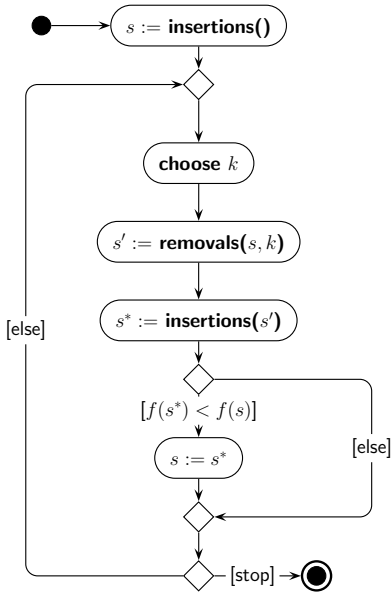 s := insertions()
choose k
s′ := removals(s, k)
s* := insertions(s′)
[else]
[f(s*) < f(s)]
s := s*
[else]
[stop]